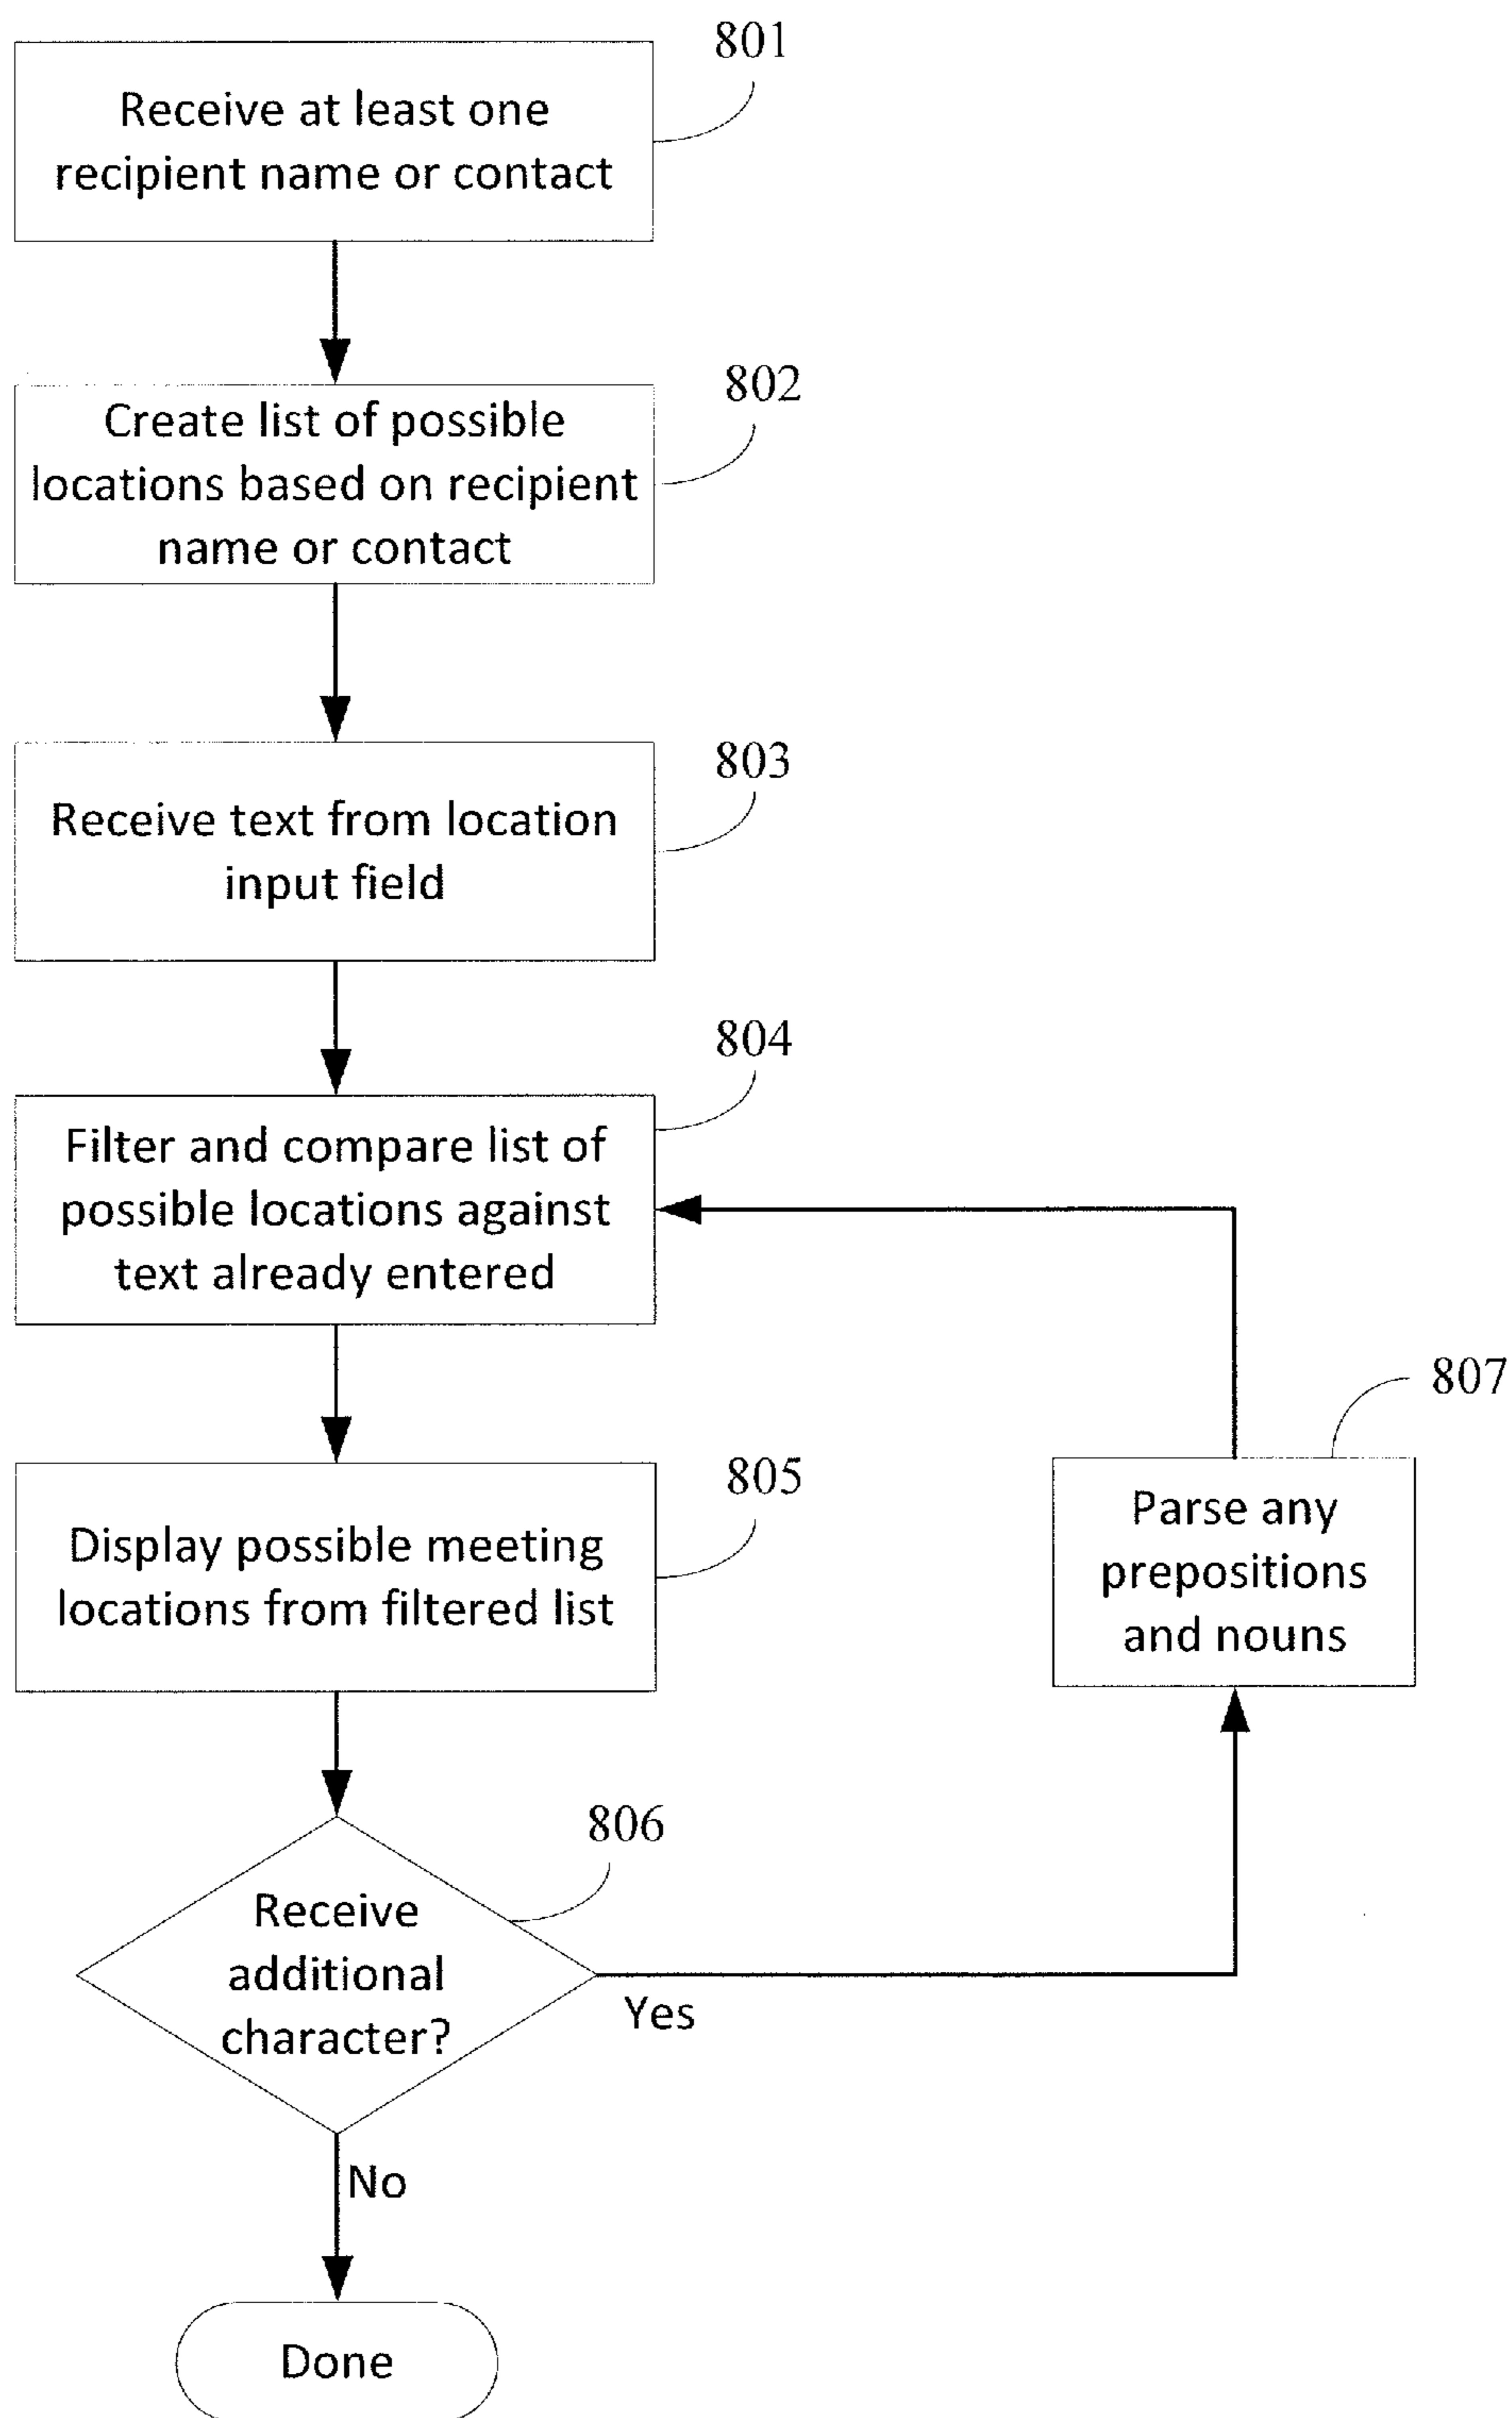 801
Receive at least one
recipient name or contact
802
Create list of possible
locations based on recipient
name or contact
803
Receive text from location
input field
804
Filter and compare list of
possible locations against
text already entered
805
Display possible meeting
locations from filtered list
807
Parse any
prepositions
and nouns
806
Receive
additional
character?
Yes
No
Done